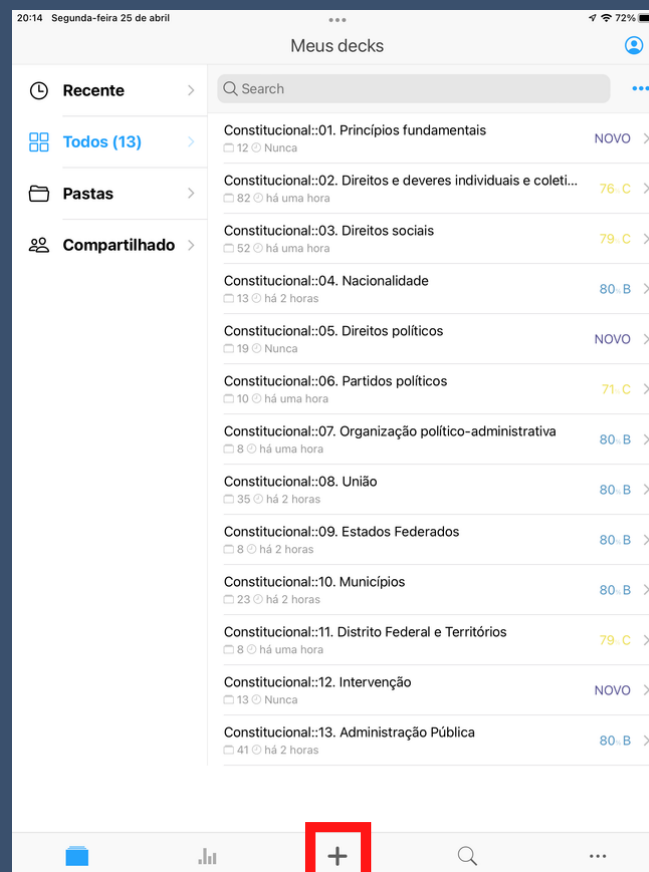 20:14 Segunda-feira 25 de abril
72%
Meus decks
Recente
Search
Todos (13)
Pastas
Compartilhado
Constitucional::01. Princípios fundamentais
12 Nunca
NOVO
Constitucional::02. Direitos e deveres individuais e coleti...
82 há uma hora
76% C
Constitucional::03. Direitos sociais
52 há uma hora
79% C
Constitucional::04. Nacionalidade
13 há 2 horas
80% B
Constitucional::05. Direitos políticos
19 Nunca
NOVO
Constitucional::06. Partidos políticos
10 há uma hora
71% C
Constitucional::07. Organização político-administrativa
8 há uma hora
80% B
Constitucional::08. União
35 há 2 horas
80% B
Constitucional::09. Estados Federados
8 há 2 horas
80% B
Constitucional::10. Municípios
23 há 2 horas
80% B
Constitucional::11. Distrito Federal e Territórios
8 há uma hora
79% C
Constitucional::12. Intervenção
13 Nunca
NOVO
Constitucional::13. Administração Pública
41 há 2 horas
80% B